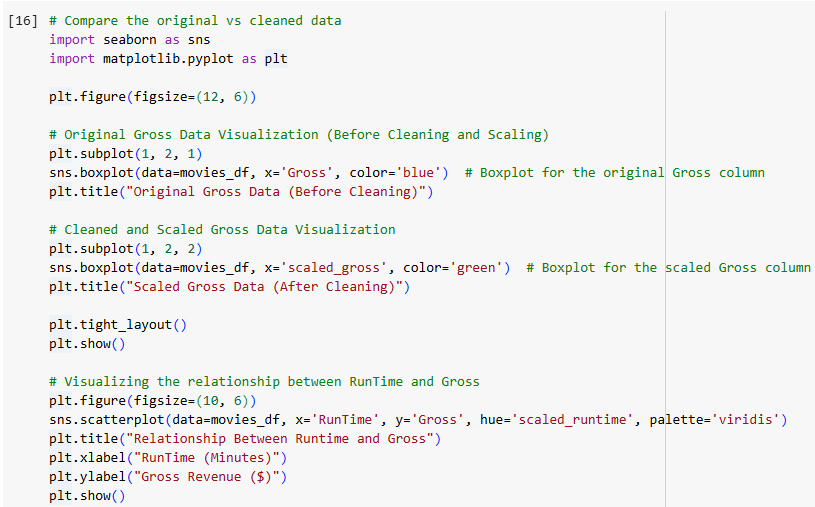 [16] # Compare the original vs cleaned data
import seaborn as sns
import matplotlib.pyplot as plt
plt.figure(figsize=(12, 6))
# Original Gross Data Visualization (Before Cleaning and Scaling)
plt.subplot(1, 2, 1)
sns.boxplot(data=movies_df, x='Gross', color='blue')  # Boxplot for the original Gross column
plt.title("Original Gross Data (Before Cleaning)")
# Cleaned and Scaled Gross Data Visualization
plt.subplot(1, 2, 2)
sns.boxplot(data=movies_df, x='scaled_gross', color='green')  # Boxplot for the scaled Gross column
plt.title("Scaled Gross Data (After Cleaning)")
plt.tight_layout()
plt.show()
# Visualizing the relationship between RunTime and Gross
plt.figure(figsize=(10, 6))
sns.scatterplot(data=movies_df, x='RunTime', y='Gross', hue='scaled_runtime', palette='viridis')
plt.title("Relationship Between Runtime and Gross")
plt.xlabel("RunTime (Minutes)")
plt.ylabel("Gross Revenue ($)")
plt.show()